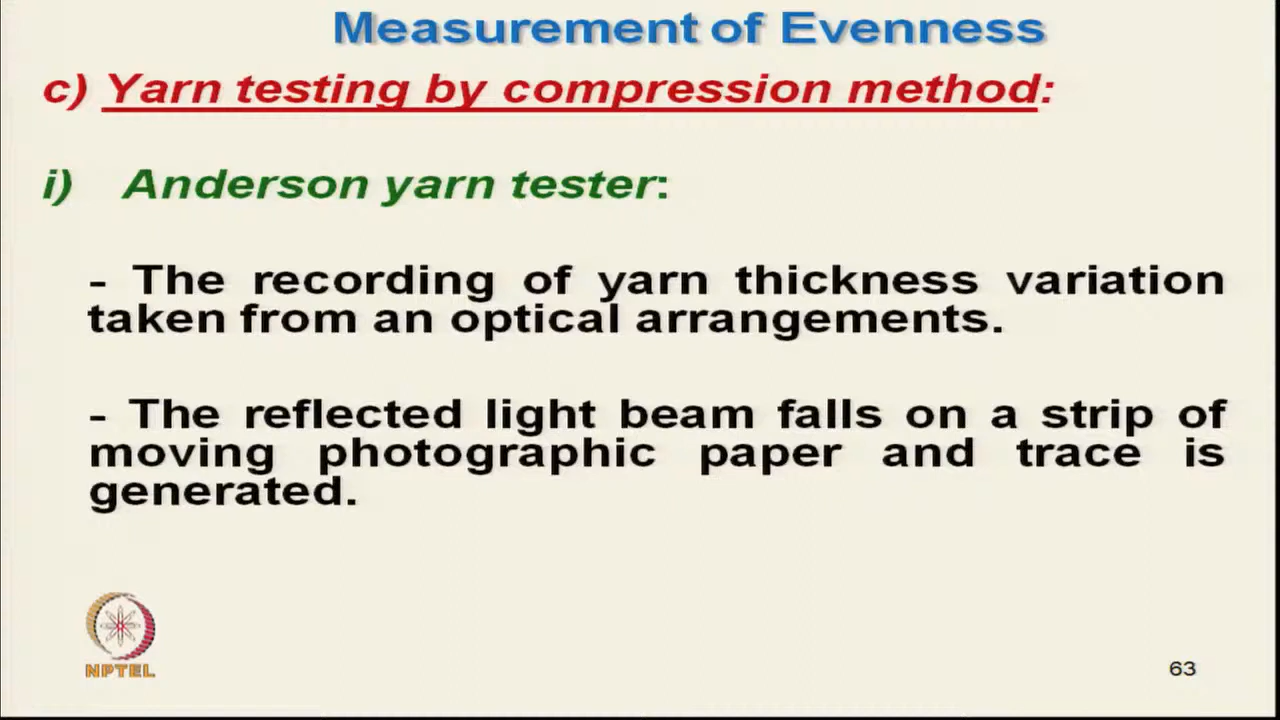 Measurement of Evenness
c) Yarn testing by compression method:
i) Anderson yarn tester:
- The recording of yarn thickness variation
taken from an optical arrangements.
- The reflected light beam falls on a strip of
moving photographic paper and trace is
generated.
NPTEL
63